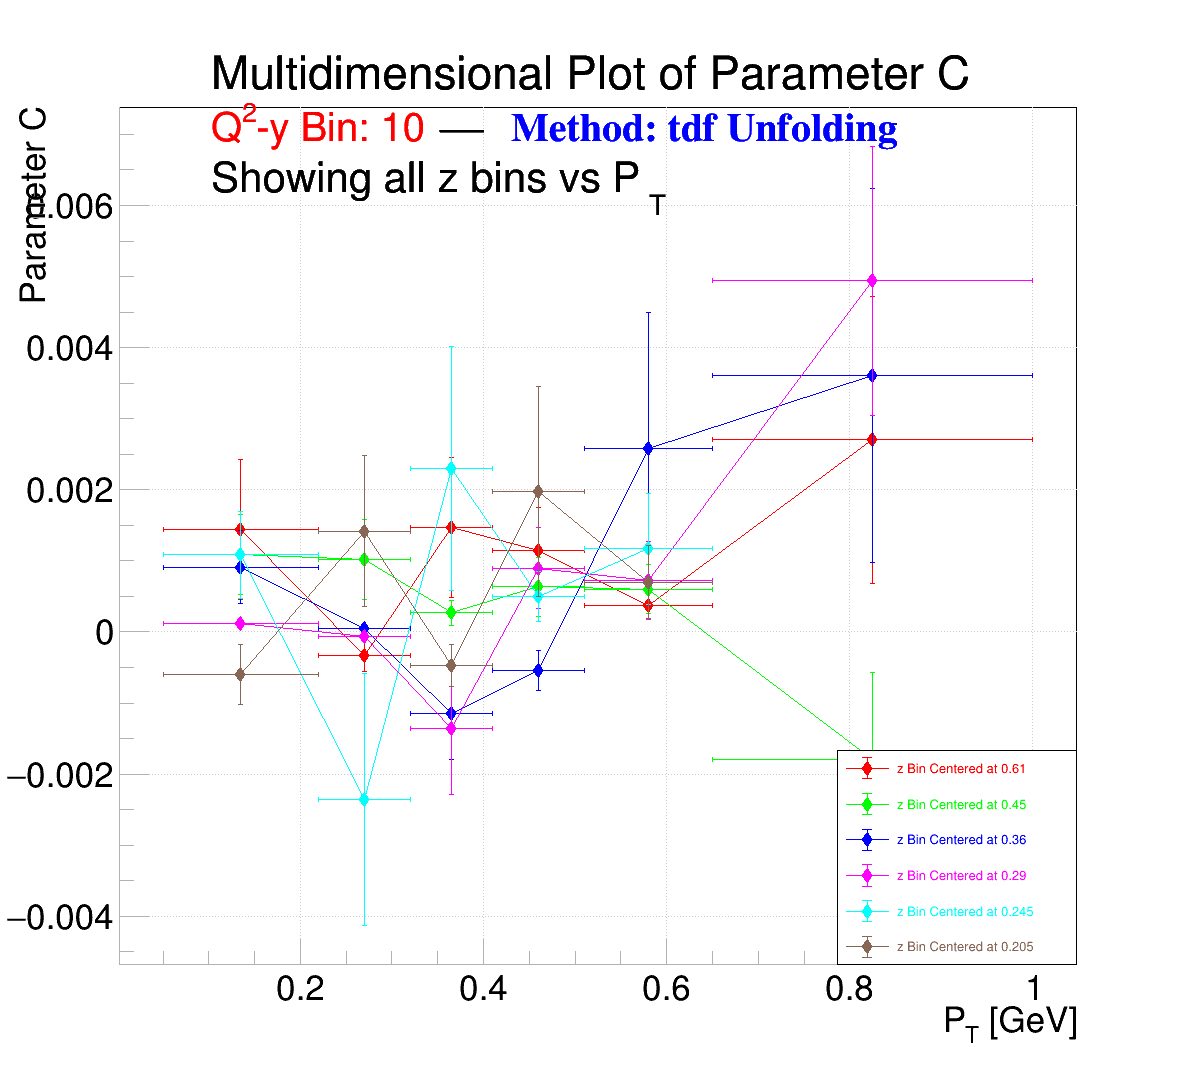 Multidimensional Plot of Parameter C
Q2-y Bin: 10 — Method: tdf Unfolding
Showing all z bins vs PT
Parameter C
0.006
0.004
0.002
0
−0.002
−0.004
z Bin Centered at 0.61
z Bin Centered at 0.45
z Bin Centered at 0.36
z Bin Centered at 0.29
z Bin Centered at 0.245
z Bin Centered at 0.205
0.2 0.4 0.6 0.8 1
PT [GeV]